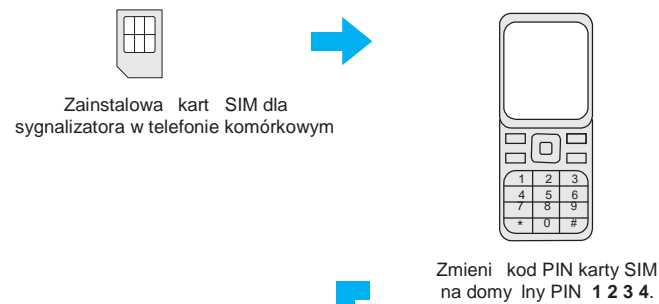 Zainstalowa kart SIM dla
sygnalizatora w telefonie komórkowym
1 2 3
4 5 6
7 8 9
* 0 #
Zmieni kod PIN karty SIM
na domy lny PIN 1 2 3 4.